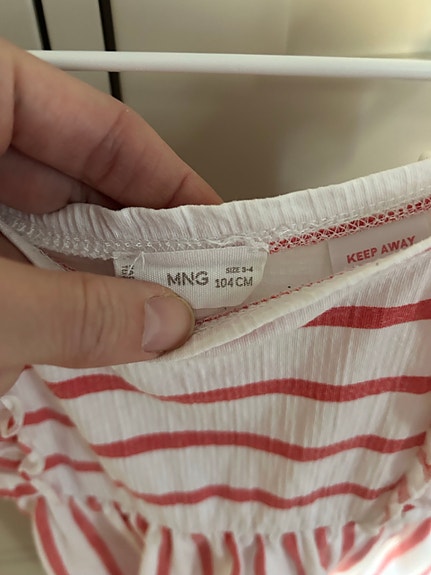 MNG
SIZE 3-4
104 CM
KEEP AWAY